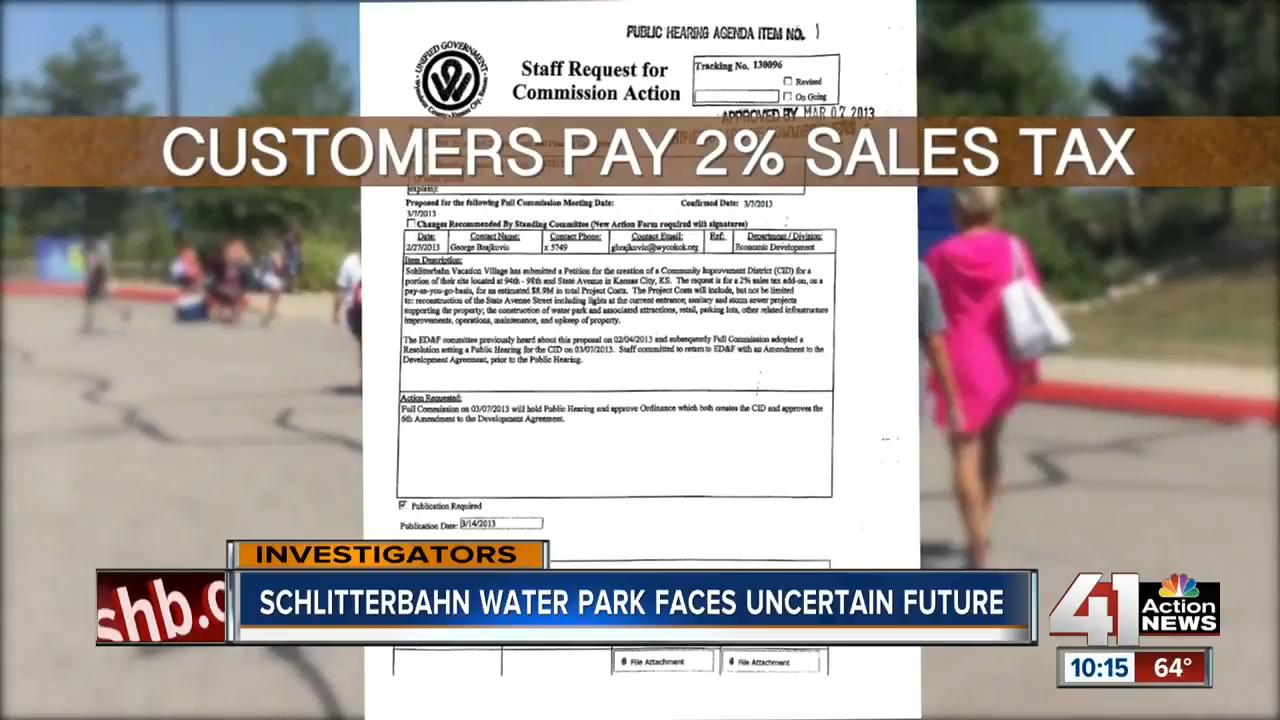 PUBLIC HEARING AGENDA ITEM NO. 1
UNIFIED GOVERNMENT
Staff Request for
Commission Action
Tracking No. 130096
Revised
On Going
APPROVED BY MAR 07 2013
CUSTOMERS PAY 2% SALES TAX
(explain):
Proposed for the following Full Commission Meeting Date:
Confirmed Date: 3/7/2013
3/7/2013
Changes Recommended By Standing Committee (New Action Form required with signatures)
Date: Contact Name: Contact Phone: Contact Email: Ref: Department / Division:
2/27/2013 George Brajkovic x 5749 gbrajkovic@wycokck.org Economic Development
Item Description:
Schlitterbahn Vacation Village has submitted a Petition for the creation of a Community Improvement District (CID) for a
portion of their site located at 94th - 98th and State Avenue in Kansas City, KS. The request is for a 2% sales tax add-on, on a
pay-as-you-go-basis, for an estimated $8.9M in total Project Costs. The Project Costs will include, but not be limited
to: reconstruction of the State Avenue Street including lights at the current entrance; sanitary and storm sewer projects
supporting the property; the construction of water park and associated attractions, retail, parking lots, other related infrastructure
improvements, operations, maintenance, and upkeep of property.
The ED&F committee previously heard about this proposal on 02/04/2013 and subsequently Full Commission adopted a
Resolution setting a Public Hearing for the CID on 03/07/2013. Staff committed to return to ED&F with an Amendment to the
Development Agreement, prior to the Public Hearing.
Action Requested:
Full Commission on 03/07/2013 will hold Public Hearing and approve Ordinance which both creates the CID and approves the
6th Amendment to the Development Agreement.
Publication Required
Publication Date: 3/14/2013
INVESTIGATORS
shb.c
SCHLITTERBAHN WATER PARK FACES UNCERTAIN FUTURE
41 Action
NEWS
10:15 64°
File Attachment File Attachment